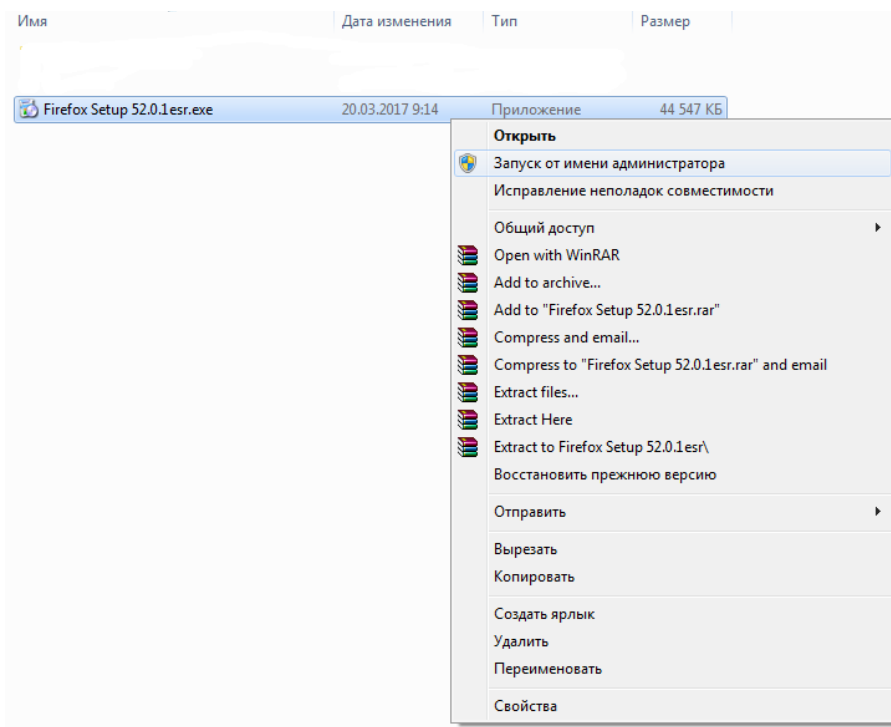 Имя Дата изменения Тип Размер
Firefox Setup 52.0.1esr.exe 20.03.2017 9:14 Приложение 44 547 КБ
Открыть
Запуск от имени администратора
Исправление неполадок совместимости
Общий доступ
Open with WinRAR
Add to archive...
Add to "Firefox Setup 52.0.1esr.rar"
Compress and email...
Compress to "Firefox Setup 52.0.1esr.rar" and email
Extract files...
Extract Here
Extract to Firefox Setup 52.0.1esr\
Восстановить прежнюю версию
Отправить
Вырезать
Копировать
Создать ярлык
Удалить
Переименовать
Свойства